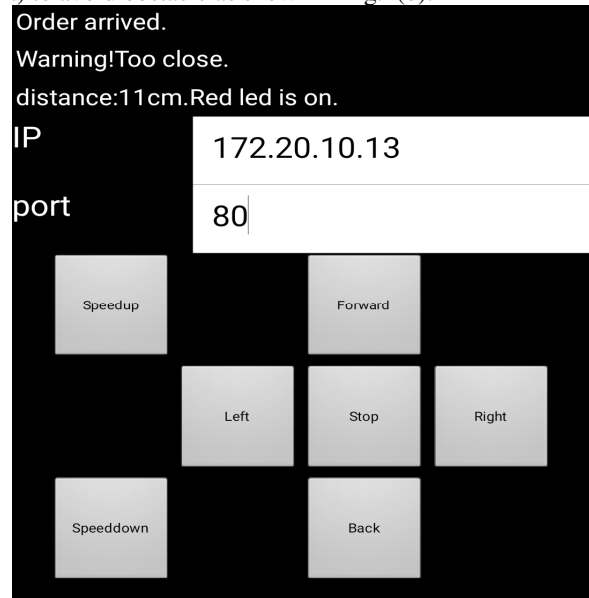 Order arrived.
Warning!Too close.
distance:11cm.Red led is on.
IP
172.20.10.13
port
80
Speedup
Forward
Left
Stop
Right
Speeddown
Back